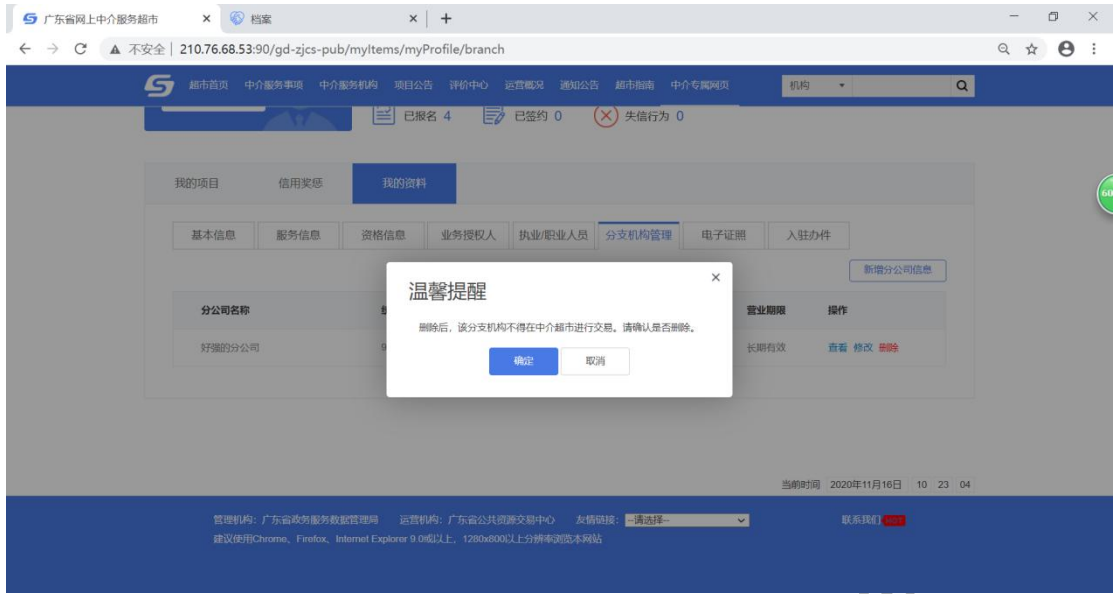 广东省网上中介服务超市 档案
不安全 210.76.68.53:90/gd-zjcs-pub/myItems/myProfile/branch
超市首页 中介服务事项 中介服务机构 项目公告 评价中心 运营概况 通知公告 超市指南 中介专属网页 机构
已报名 4 已签约 0 失信行为 0
我的项目 信用奖惩 我的资料
60
基本信息 服务信息 资格信息 业务授权人 执业/职业人员 分支机构管理 电子证照 入驻办件
新增分公司信息
温馨提醒
分公司名称 营业期限 操作
删除后，该分支机构不得在中介超市进行交易。请确认是否删除。
好猫的分公司 9 长期有效 查看 修改 删除
确定 取消
当前时间 2020年11月16日 10 23 04
管理机构：广东省政务服务数据管理局 运营机构：广东省公共资源交易中心 友情链接：--请选择-- 联系我们 HOT
建议使用Chrome、Firefox、Internet Explorer 9.0或以上，1280x800以上分辨率浏览本网站